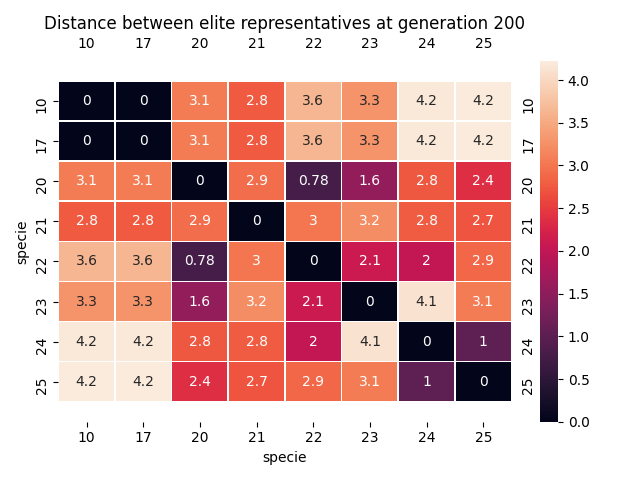 Distance between elite representatives at generation 200
10 17 20 21 22 23 24 25
10 0 0 3.1 2.8 3.6 3.3 4.2 4.2 10
17 0 0 3.1 2.8 3.6 3.3 4.2 4.2 17
20 3.1 3.1 0 2.9 0.78 1.6 2.8 2.4 20
21 2.8 2.8 2.9 0 3 3.2 2.8 2.7 21
22 3.6 3.6 0.78 3 0 2.1 2 2.9 22
23 3.3 3.3 1.6 3.2 2.1 0 4.1 3.1 23
24 4.2 4.2 2.8 2.8 2 4.1 0 1 24
25 4.2 4.2 2.4 2.7 2.9 3.1 1 0 25
10 17 20 21 22 23 24 25
specie
specie
4.0
3.5
3.0
2.5
2.0
1.5
1.0
0.5
0.0